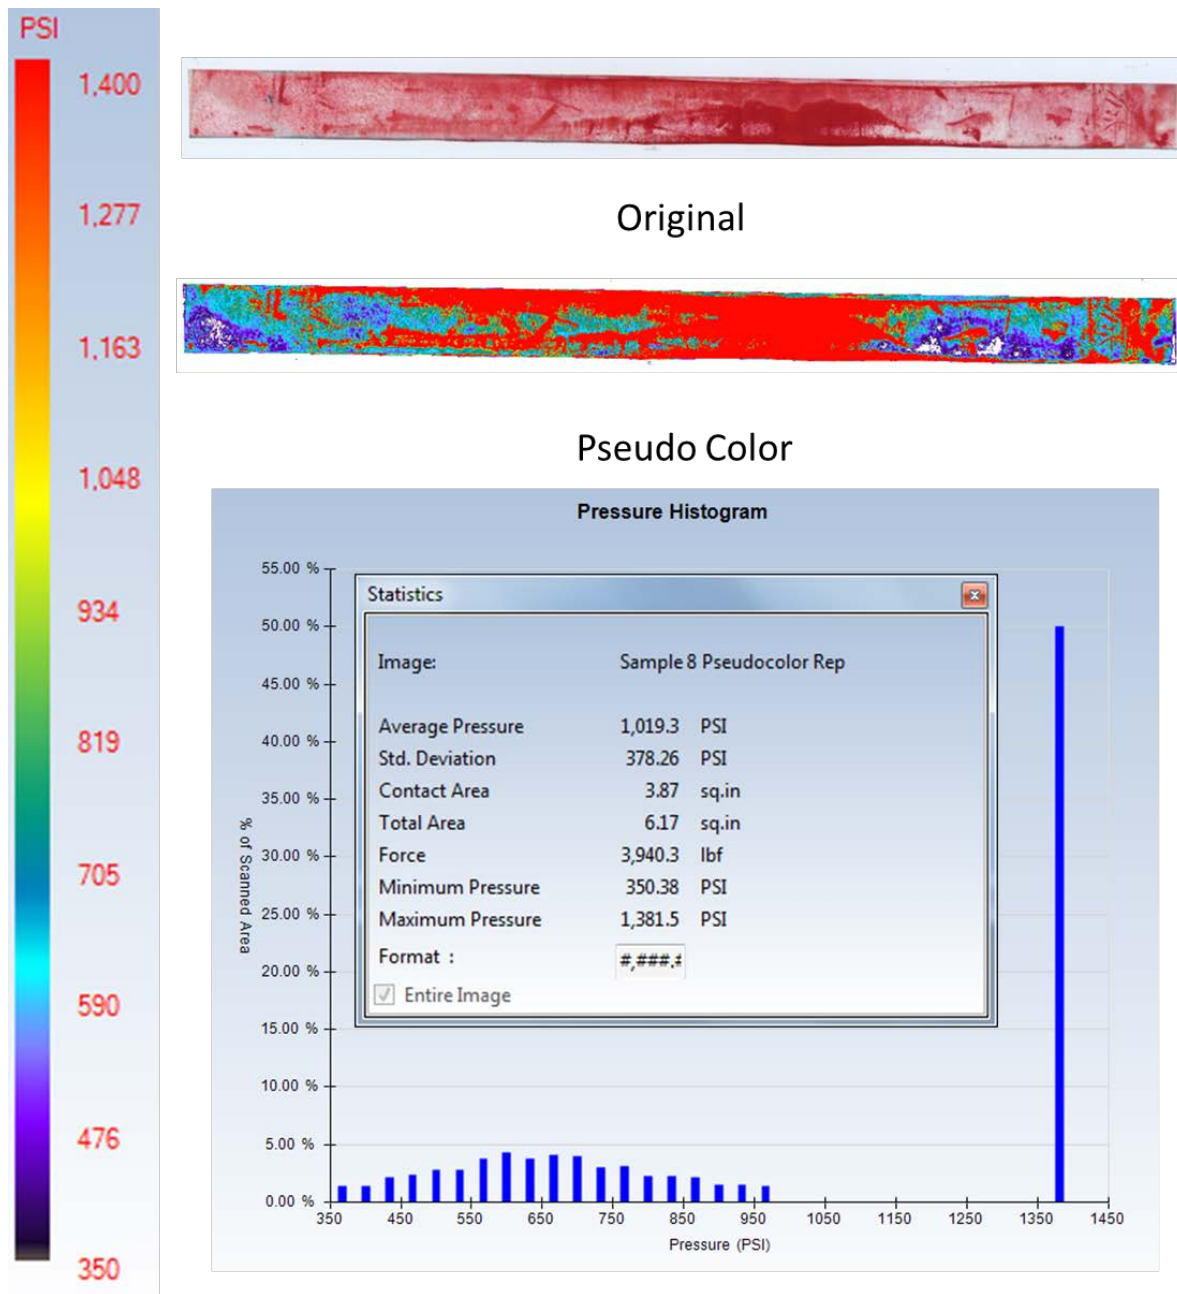 PSI
1,400
1,277
1,163
1,048
934
819
705
590
476
350
Original
Pseudo Color
Pressure Histogram
55.00 %
50.00 %
45.00 %
40.00 %
35.00 %
30.00 %
25.00 %
20.00 %
15.00 %
10.00 %
5.00 %
0.00 %
% of Scanned Area
Statistics
Image: Sample 8 Pseudocolor Rep
Average Pressure 1,019.3 PSI
Std. Deviation 378.26 PSI
Contact Area 3.87 sq.in
Total Area 6.17 sq.in
Force 3,940.3 lbf
Minimum Pressure 350.38 PSI
Maximum Pressure 1,381.5 PSI
Format : #,###.#
Entire Image
350 450 550 650 750 850 950 1050 1150 1250 1350 1450
Pressure (PSI)